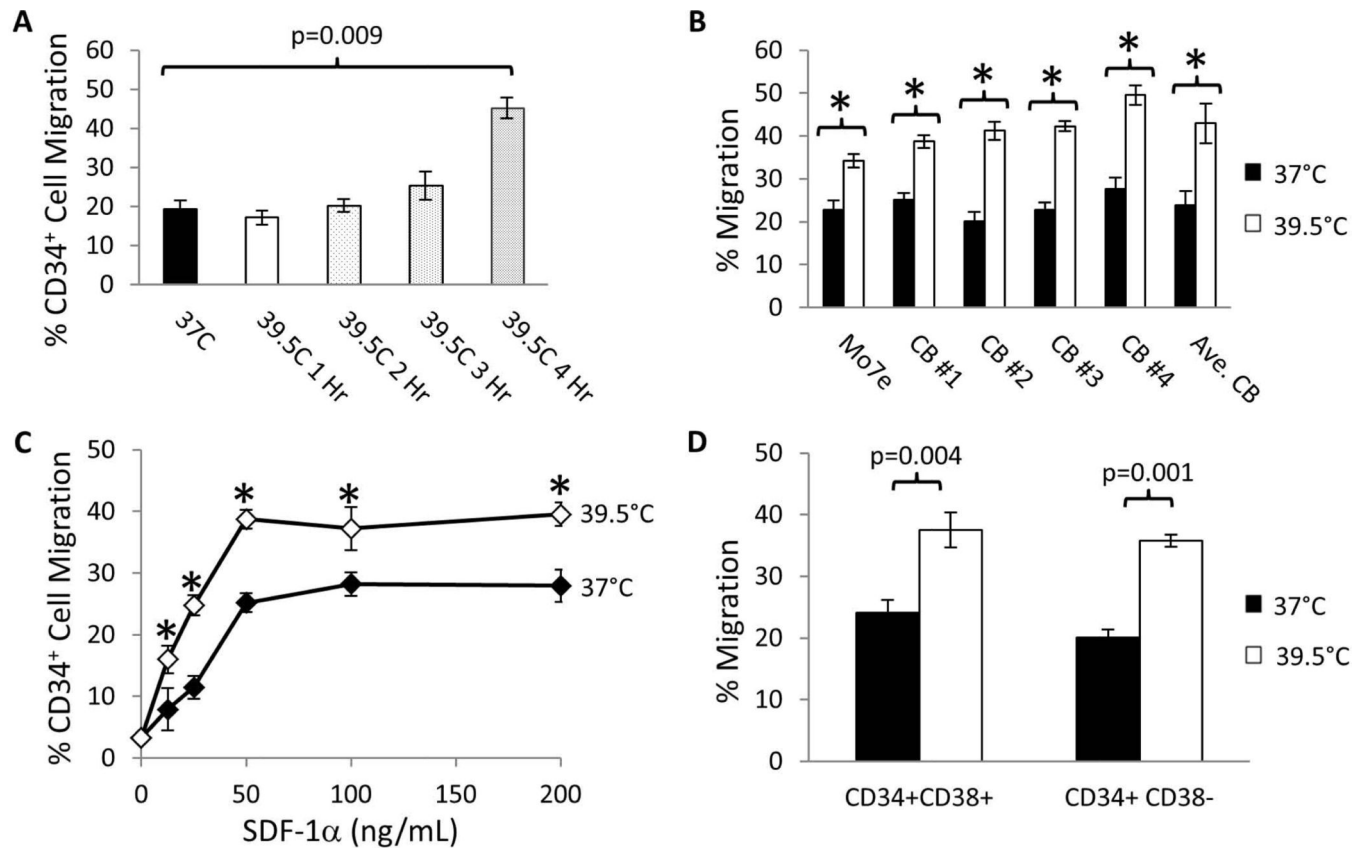 A
% CD34+ Cell Migration
60
50
40
30
20
10
0
p=0.009
37C
39.5C 1 Hr
39.5C 2 Hr
39.5C 3 Hr
39.5C 4 Hr
B
% Migration
60
50
40
30
20
10
0
*
*
*
*
*
*
Mo7e
CB #1
CB #2
CB #3
CB #4
Ave. CB
37°C
39.5°C
C
% CD34+ Cell Migration
50
40
30
20
10
0
*
*
*
*
*
39.5°C
37°C
0 50 100 150 200
SDF-1α (ng/mL)
D
% Migration
50
40
30
20
10
0
p=0.004
p=0.001
CD34+CD38+
CD34+ CD38-
37°C
39.5°C